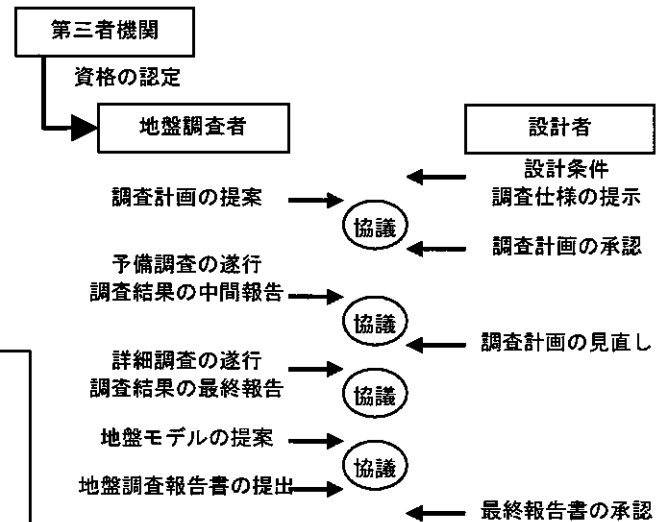 第三者機関
資格の認定
地盤調査者
設計者
設計条件
調査仕様の提示
調査計画の提案
協議
調査計画の承認
予備調査の遂行
調査結果の中間報告
協議
調査計画の見直し
詳細調査の遂行
調査結果の最終報告
協議
地盤モデルの提案
協議
地盤調査報告書の提出
最終報告書の承認